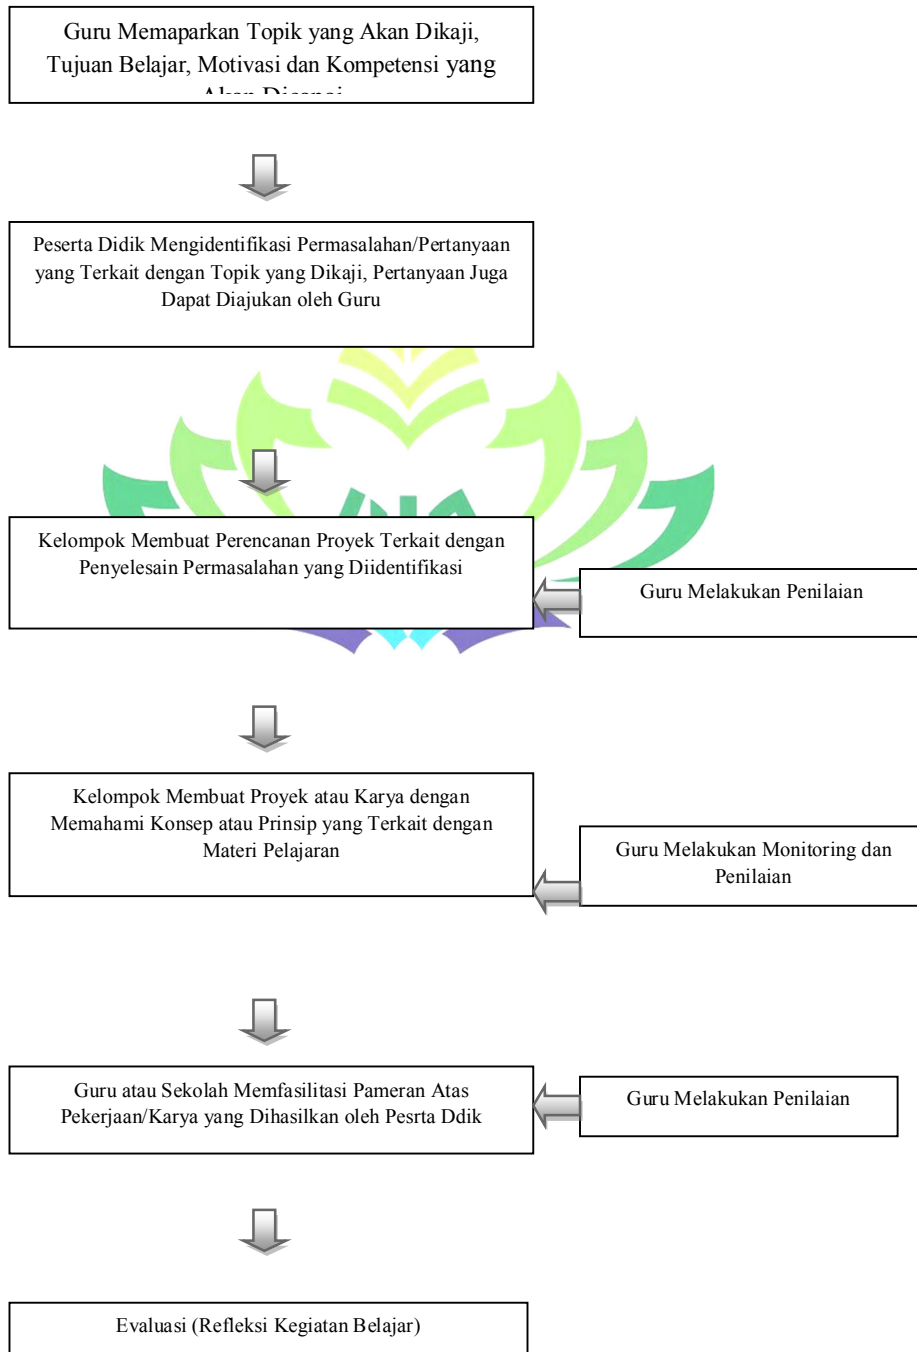 Guru Memaparkan Topik yang Akan Dikaji,
Tujuan Belajar, Motivasi dan Kompetensi yang
Akan Dicapai
Peserta Didik Mengidentifikasi Permasalahan/Pertanyaan
yang Terkait dengan Topik yang Dikaji, Pertanyaan Juga
Dapat Diajukan oleh Guru
Kelompok Membuat Perencanan Proyek Terkait dengan
Penyelesain Permasalahan yang Diidentifikasi
Guru Melakukan Penilaian
Kelompok Membuat Proyek atau Karya dengan
Memahami Konsep atau Prinsip yang Terkait dengan
Materi Pelajaran
Guru Melakukan Monitoring dan
Penilaian
Guru atau Sekolah Memfasilitasi Pameran Atas
Pekerjaan/Karya yang Dihasilkan oleh Pesrta Ddik
Guru Melakukan Penilaian
Evaluasi (Refleksi Kegiatan Belajar)